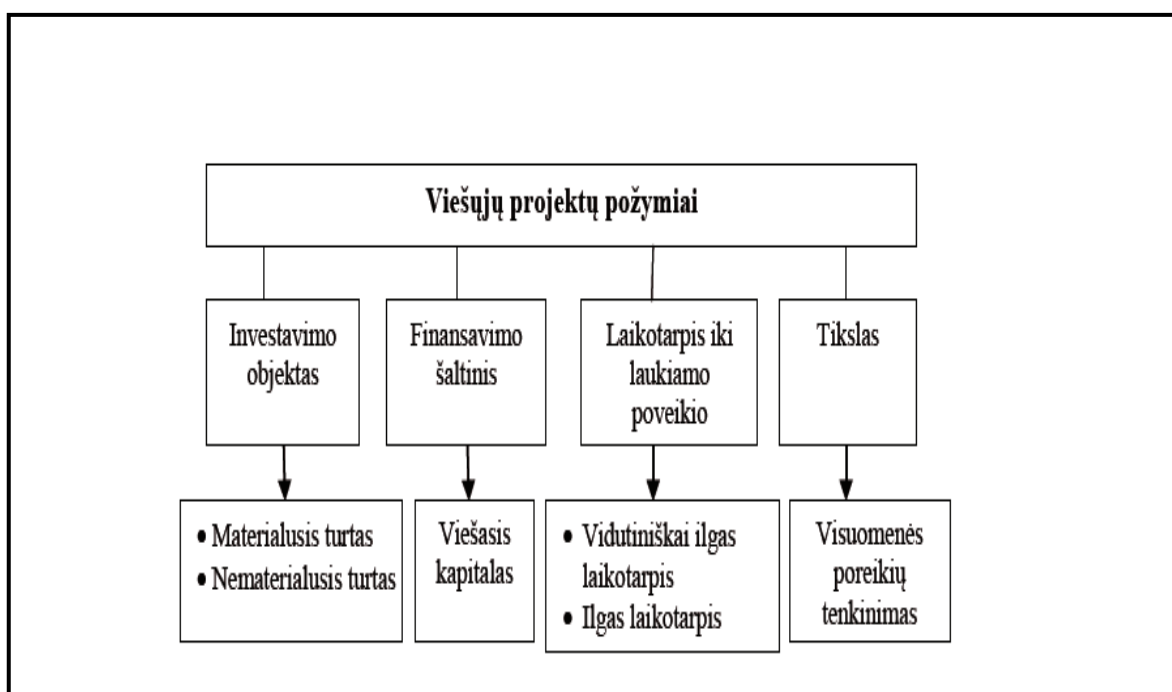 Viešųjų projektų požymiai
Investavimo
objektas
Finansavimo
šaltinis
Laikotarpis iki
laukiamo
poveikio
Tikslas
• Materialusis turtas
• Nematerialusis turtas
Viešasis
kapitalas
• Vidutiniškai ilgas
laikotarpis
• Ilgas laikotarpis
Visuomenės
poreikių
tenkinimas